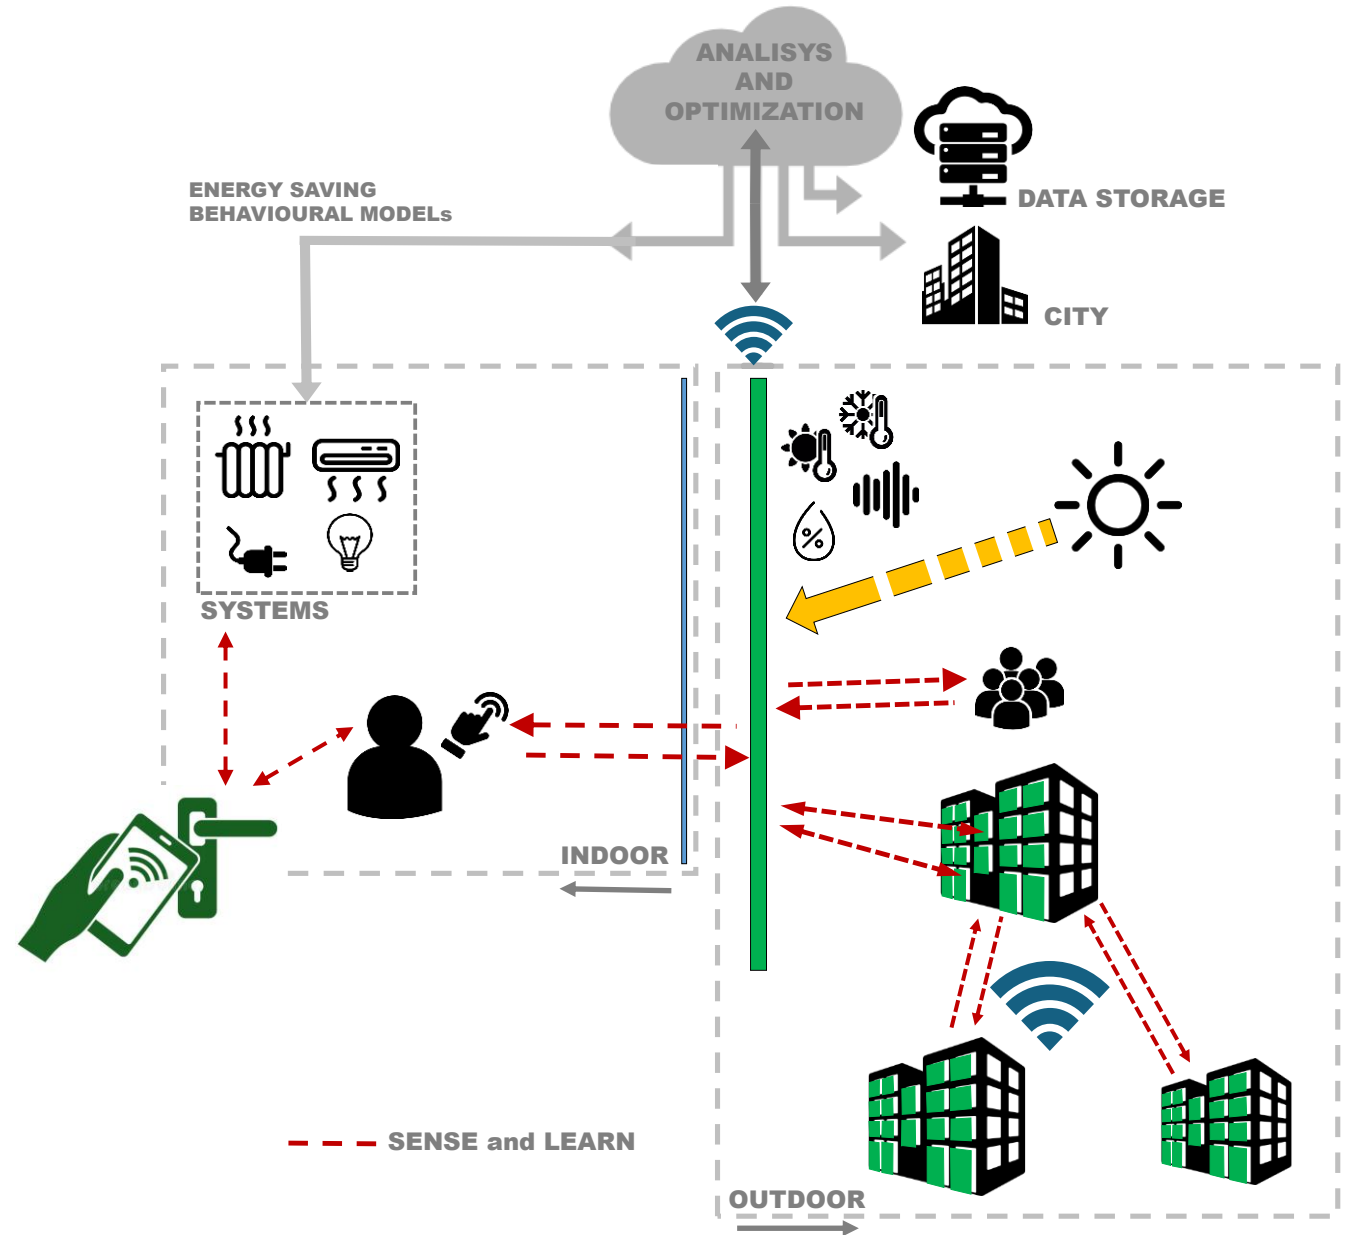 ANALISYS
AND
OPTIMIZATION
ENERGY SAVING
BEHAVIOURAL MODELs
DATA STORAGE
CITY
%
SYSTEMS
INDOOR
SENSE and LEARN
OUTDOOR